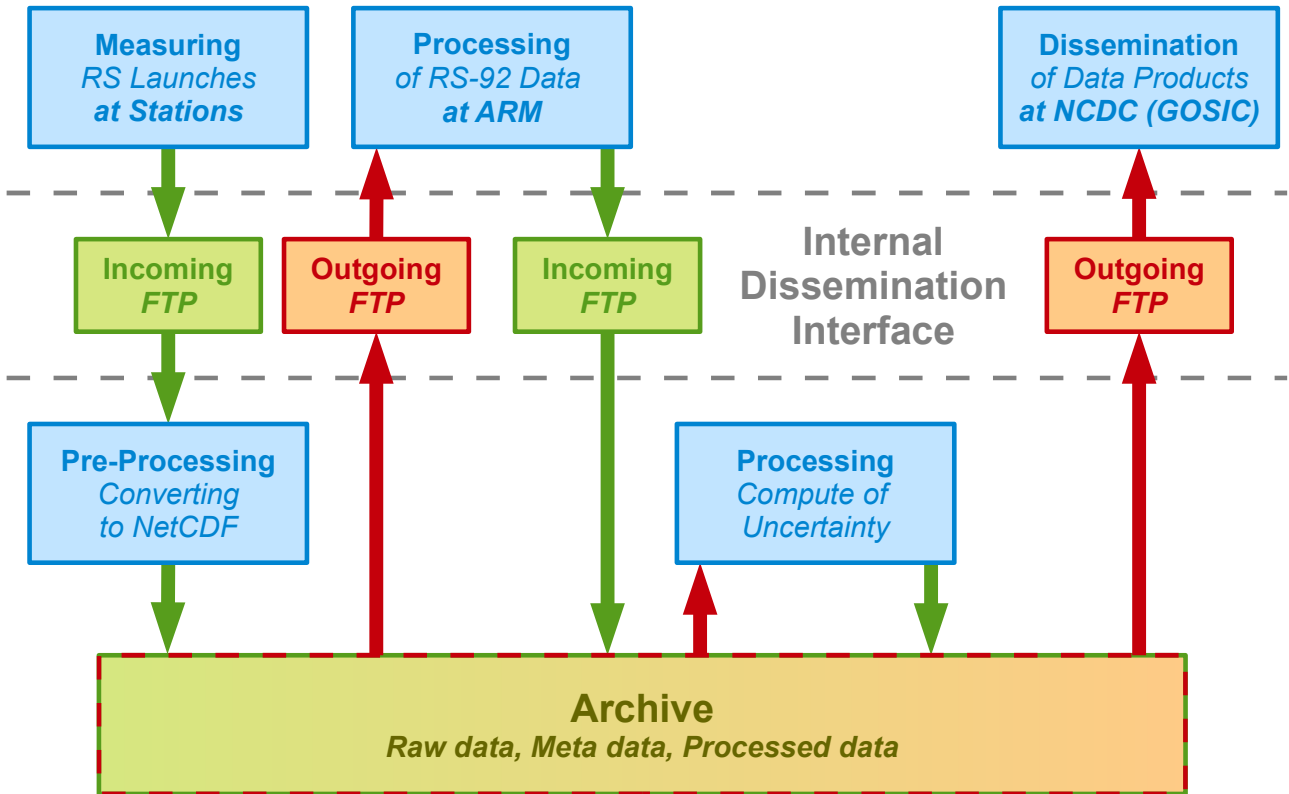 Measuring
RS Launches
at Stations
Processing
of RS-92 Data
at ARM
Dissemination
of Data Products
at NCDC (GOSIC)
Incoming
FTP
Outgoing
FTP
Incoming
FTP
Internal
Dissemination
Interface
Outgoing
FTP
Pre-Processing
Converting
to NetCDF
Processing
Compute of
Uncertainty
Archive
Raw data, Meta data, Processed data